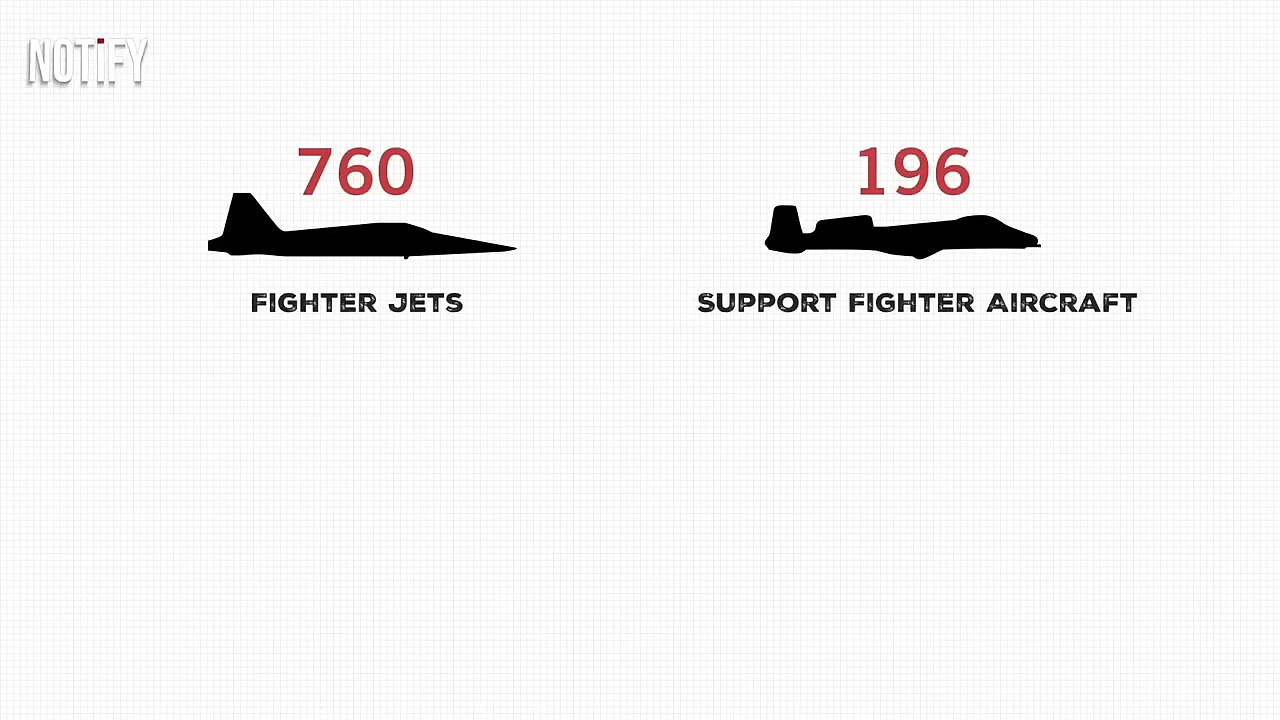 NOTiFY
760
196
FIGHTER JETS
SUPPORT FIGHTER AIRCRAFT